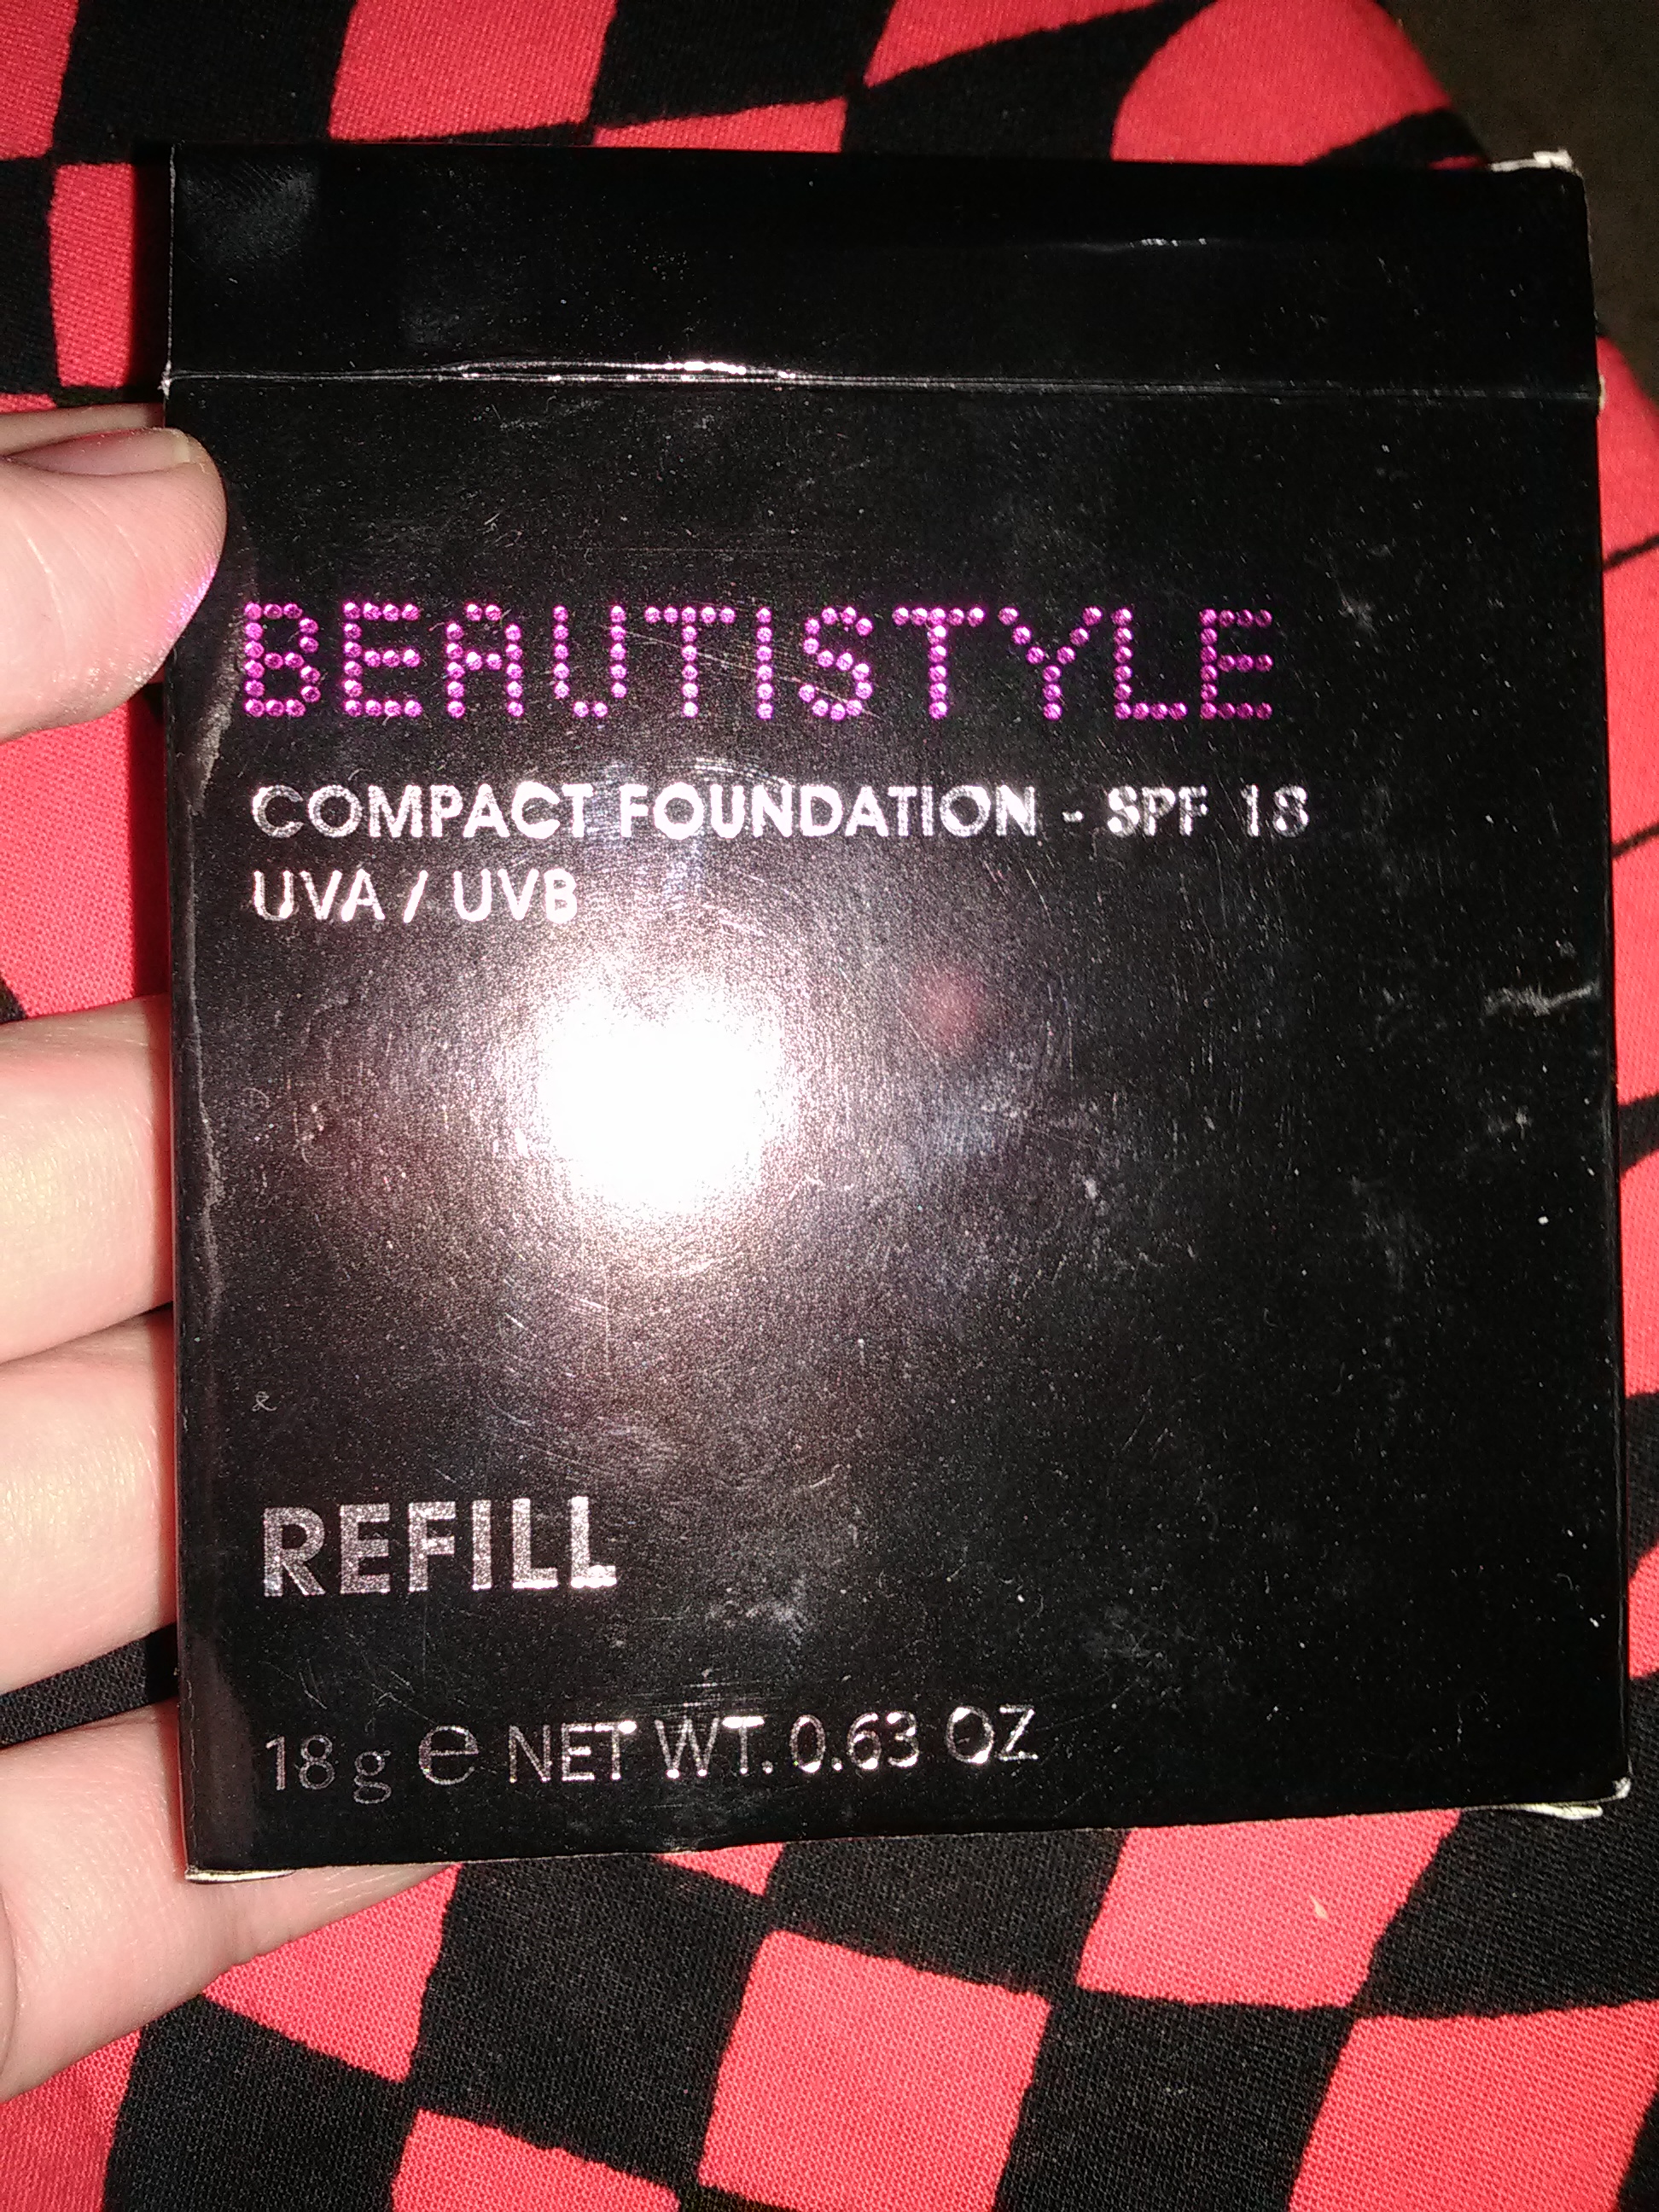 BEAUTISTYLE
COMPACT FOUNDATION - SPF 18
UVA / UVB
REFILL
18 g ℮ NET WT. 0.63 OZ